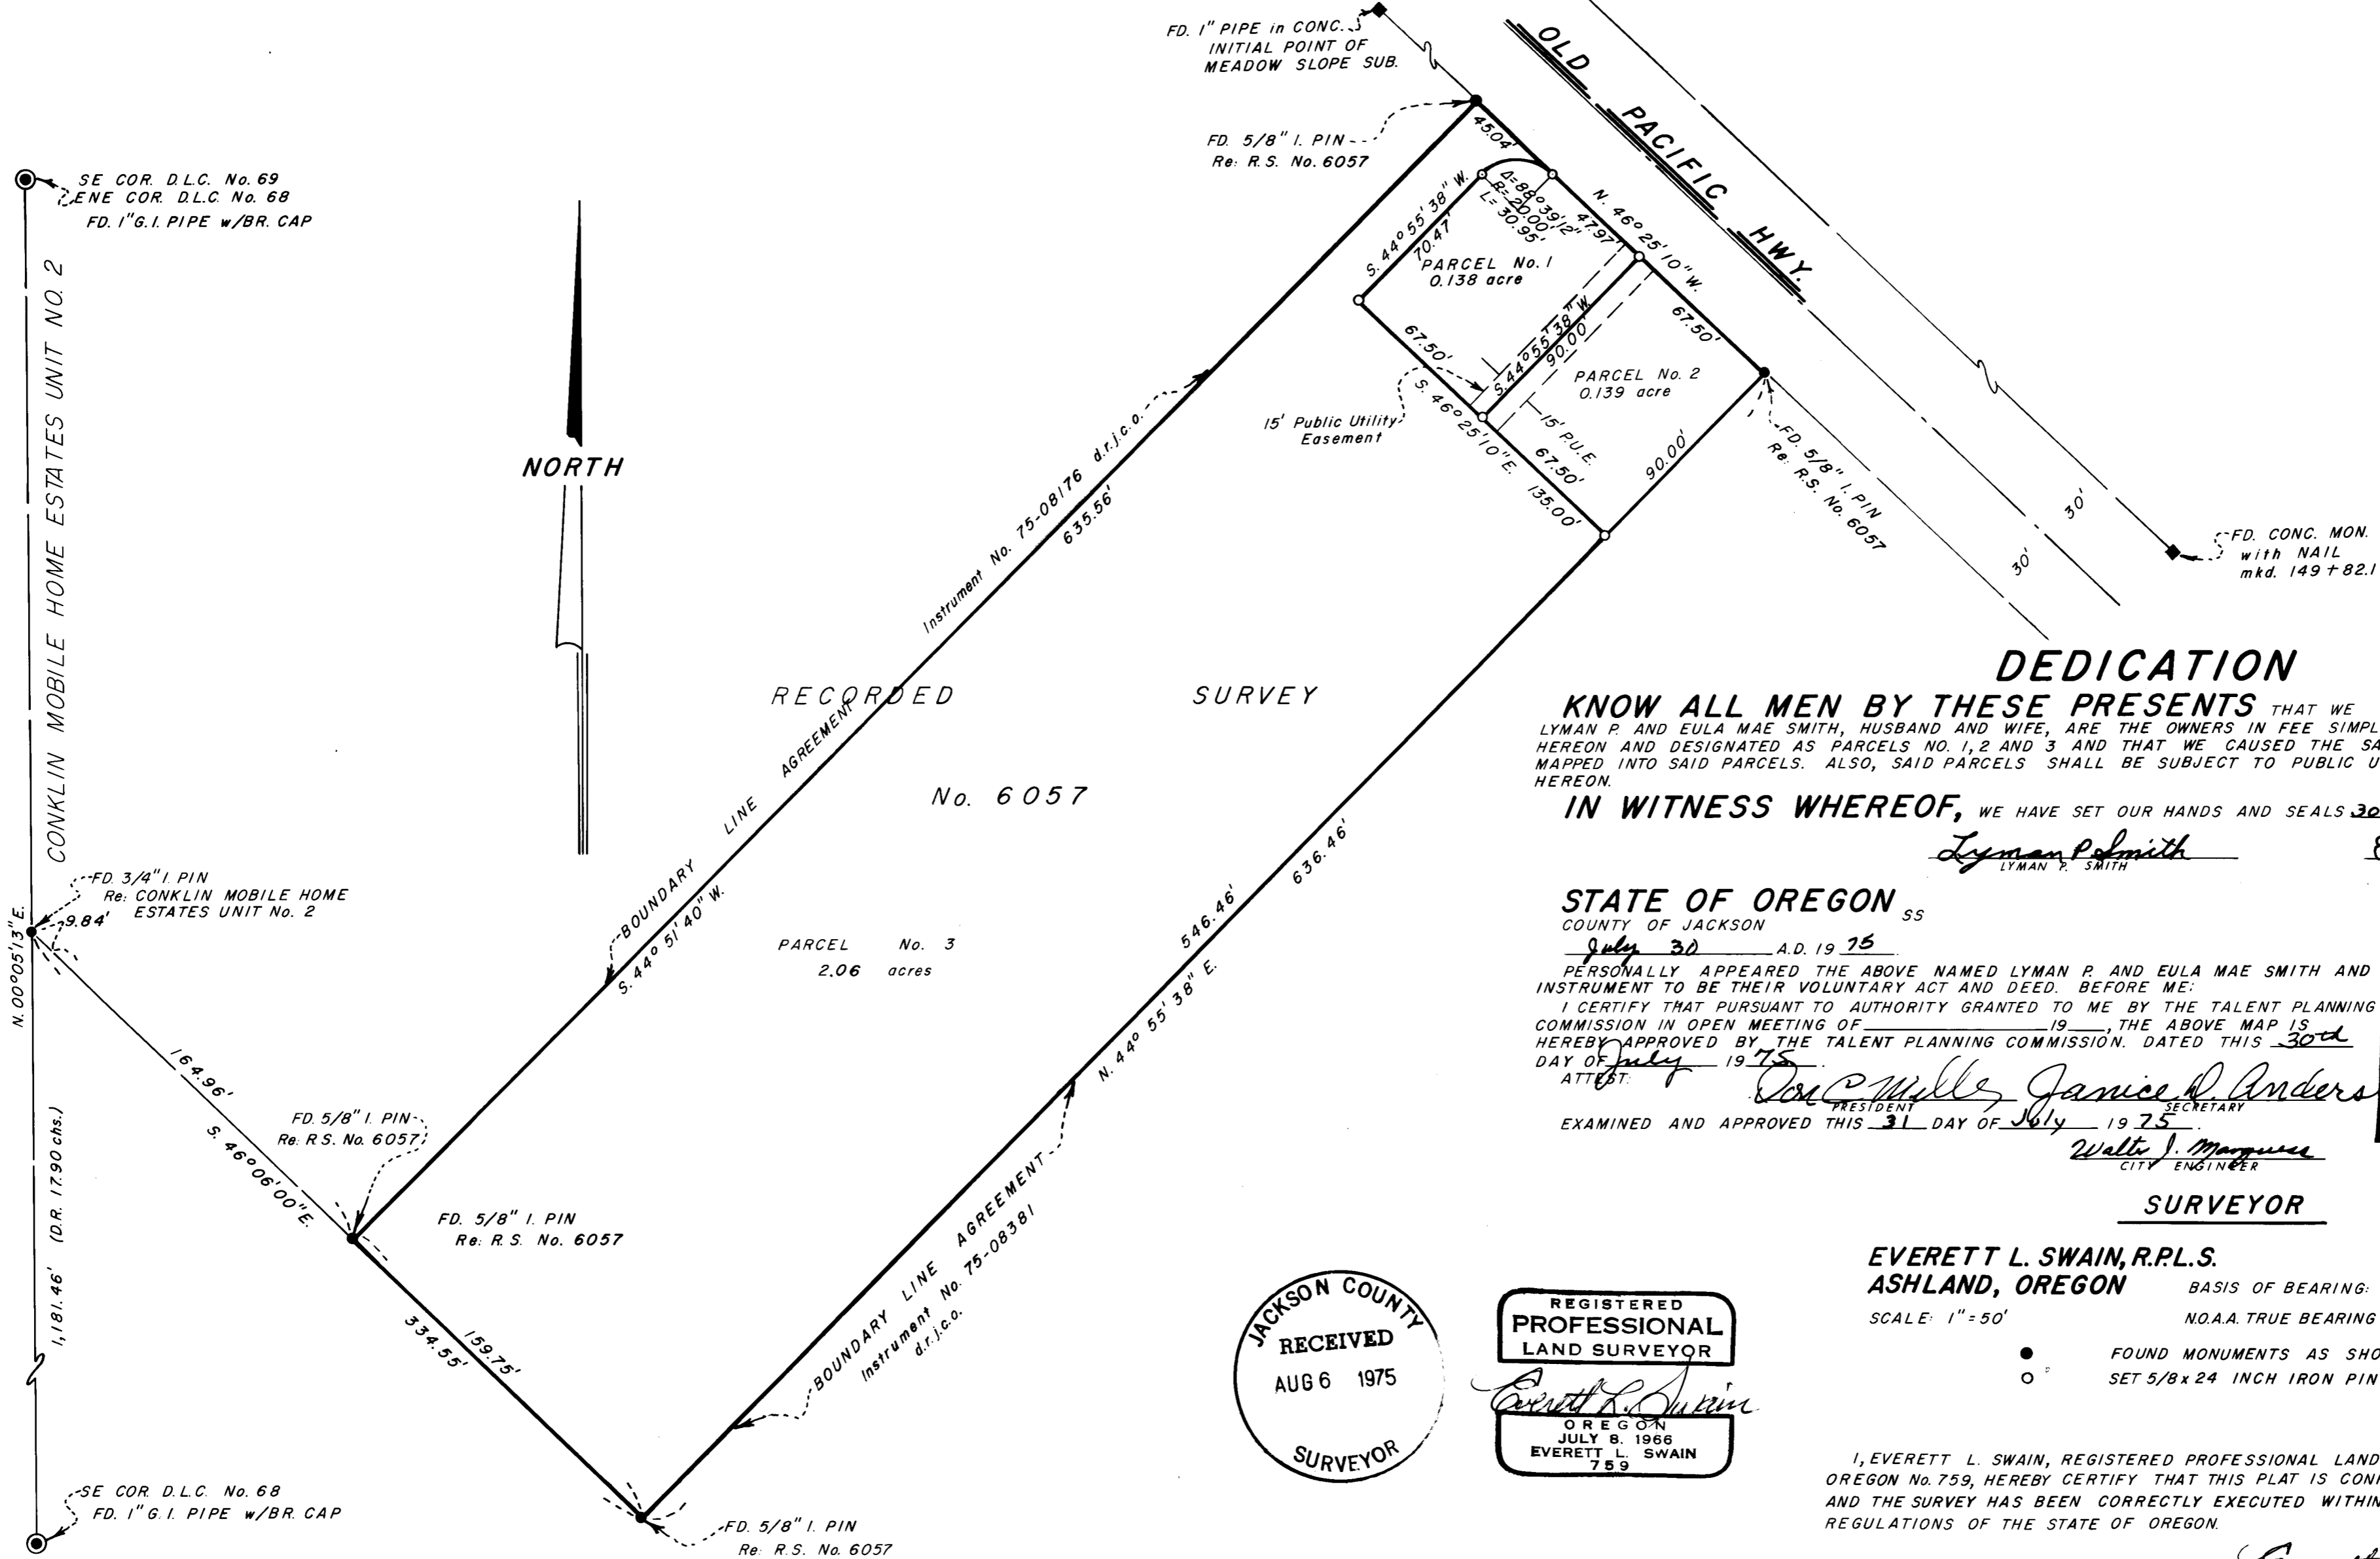 FD. 1" PIPE in CONC.
INITIAL POINT OF
MEADOW SLOPE SUB.
OLD PACIFIC HWY.
FD. 5/8" I. PIN
Re: R.S. No. 6057
45.04'
SE COR. D.L.C. No. 69
ENE COR. D.L.C. No. 68
FD. 1" G.I. PIPE w/BR. CAP
CONKLIN MOBILE HOME ESTATES UNIT NO. 2
NORTH
S. 44° 55' 38" W.
70.47'
Δ=88°39'12"
R=20.00'
L=30.95'
N. 46° 25' 10" W.
47.97'
PARCEL No. 1
0.138 acre
67.50'
S. 44° 55' 38" W.
90.00'
67.50'
PARCEL No. 2
0.139 acre
15' Public Utility
Easement
S. 46° 25' 10" E.
135.00'
15' P.U.E.
67.50'
90.00'
FD. 5/8" I. PIN
Re: R.S. No. 6057
30'
30'
FD. CONC. MON.
with NAIL
mkd. 149 + 82.1
Instrument No. 75-08176 d.r.j.c.o.
635.56'
RECORDED SURVEY
No. 6057
BOUNDARY LINE AGREEMENT
S. 44° 51' 40" W.
PARCEL No. 3
2.06 acres
546.46'
636.46'
N. 44° 55' 38" E.
FD. 3/4" I. PIN
Re: CONKLIN MOBILE HOME
ESTATES UNIT No. 2
9.84'
N. 00°05'13" E.
1,181.46' (D.R. 17.90 chs.)
164.96'
S. 46°06'00" E.
FD. 5/8" I. PIN
Re: R.S. No. 6057
FD. 5/8" I. PIN
Re: R.S. No. 6057
334.55'
159.75'
BOUNDARY LINE AGREEMENT
Instrument No. 75-08381
d.r.j.c.o.
SE COR. D.L.C. No. 68
FD. 1" G.I. PIPE w/BR. CAP
FD. 5/8" I. PIN
Re: R.S. No. 6057
DEDICATION
KNOW ALL MEN BY THESE PRESENTS THAT WE
LYMAN P. AND EULA MAE SMITH, HUSBAND AND WIFE, ARE THE OWNERS IN FEE SIMPL
HEREON AND DESIGNATED AS PARCELS NO. 1, 2 AND 3 AND THAT WE CAUSED THE SA
MAPPED INTO SAID PARCELS. ALSO, SAID PARCELS SHALL BE SUBJECT TO PUBLIC U
HEREON.
IN WITNESS WHEREOF, WE HAVE SET OUR HANDS AND SEALS 30
Lyman P. Smith
LYMAN P. SMITH
STATE OF OREGON SS
COUNTY OF JACKSON
July 30 A.D. 19 75.
PERSONALLY APPEARED THE ABOVE NAMED LYMAN P. AND EULA MAE SMITH AND
INSTRUMENT TO BE THEIR VOLUNTARY ACT AND DEED. BEFORE ME:
I CERTIFY THAT PURSUANT TO AUTHORITY GRANTED TO ME BY THE TALENT PLANNING
COMMISSION IN OPEN MEETING OF 19 , THE ABOVE MAP IS
HEREBY APPROVED BY THE TALENT PLANNING COMMISSION. DATED THIS 30th
DAY OF July 19 75.
ATTEST:
Don C Mills Janice D. Anders
PRESIDENT SECRETARY
EXAMINED AND APPROVED THIS 31 DAY OF July 19 75.
Walter J. Marquess
CITY ENGINEER
SURVEYOR
EVERETT L. SWAIN, R.P.L.S.
ASHLAND, OREGON
BASIS OF BEARING:
SCALE: 1" = 50'
N.O.A.A. TRUE BEARING
FOUND MONUMENTS AS SHO
SET 5/8 x 24 INCH IRON PIN
JACKSON COUNTY
RECEIVED
AUG 6 1975
SURVEYOR
REGISTERED
PROFESSIONAL
LAND SURVEYOR
Everett L. Swain
OREGON
JULY 8, 1966
EVERETT L. SWAIN
759
I, EVERETT L. SWAIN, REGISTERED PROFESSIONAL LAND
OREGON No. 759, HEREBY CERTIFY THAT THIS PLAT IS CON
AND THE SURVEY HAS BEEN CORRECTLY EXECUTED WITHIN
REGULATIONS OF THE STATE OF OREGON.